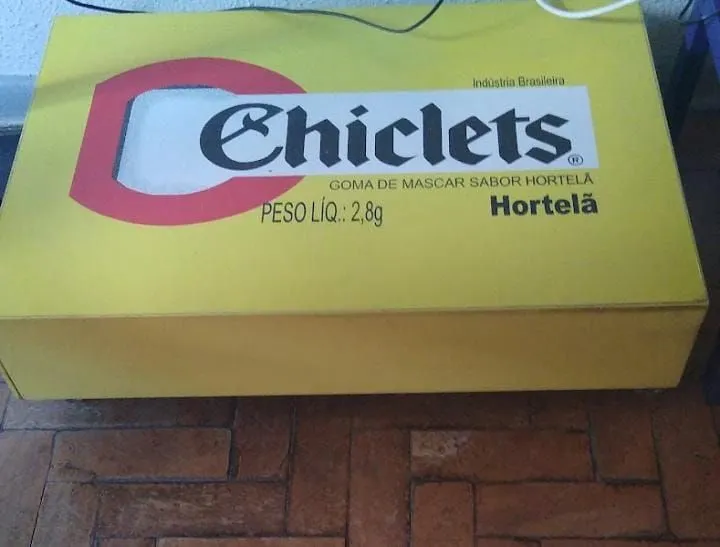 Indústria Brasileira
Chiclets®
GOMA DE MASCAR SABOR HORTELÃ
PESO LÍQ.: 2,8g
Hortelã